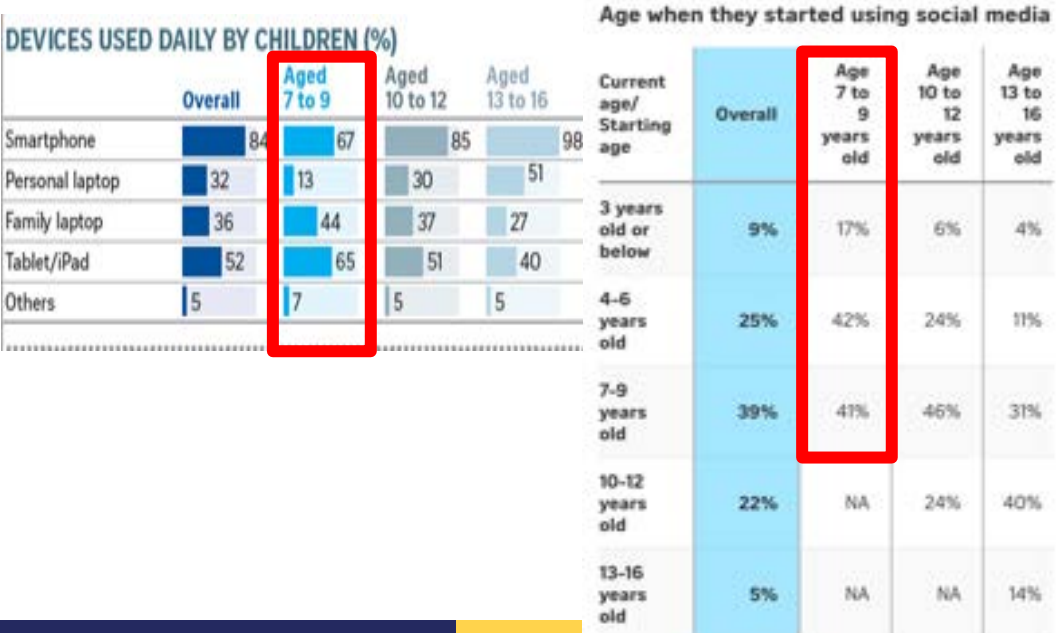 DEVICES USED DAILY BY CHILDREN (%)
Overall Aged 7 to 9 Aged 10 to 12 Aged 13 to 16
Smartphone 84 67 85 98
Personal laptop 32 13 30 51
Family laptop 36 44 37 27
Tablet/iPad 52 65 51 40
Others 5 7 5 5
Age when they started using social media
Current age/ Starting age Overall Age 7 to 9 years old Age 10 to 12 years old Age 13 to 16 years old
3 years old or below 9% 17% 6% 4%
4-6 years old 25% 42% 24% 11%
7-9 years old 39% 41% 46% 31%
10-12 years old 22% NA 24% 40%
13-16 years old 5% NA NA 14%